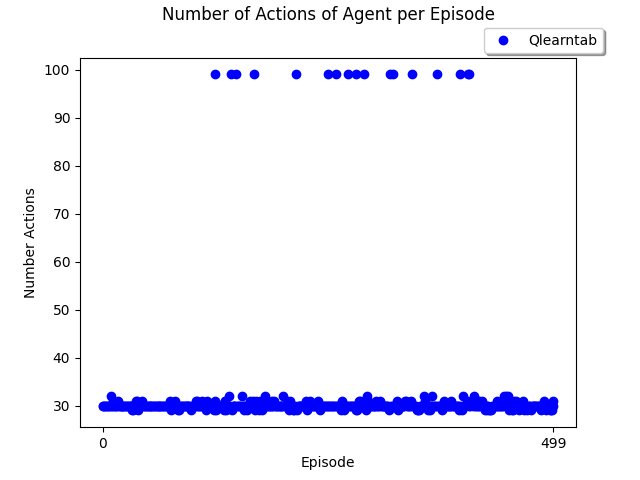 Number of Actions of Agent per Episode
Qlearntab
100
90
80
70
60
50
40
30
Number Actions
0 499
Episode